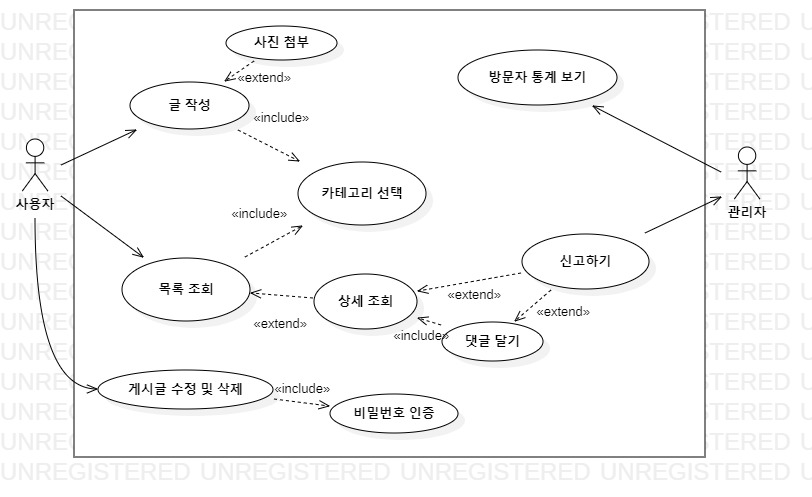 사진 첨부
«extend»
글 작성
«include»
방문자 통계 보기
사용자
카테고리 선택
관리자
«include»
신고하기
목록 조회
상세 조회
«extend»
«extend»
«extend»
«include»
댓글 달기
게시글 수정 및 삭제
«include»
비밀번호 인증
UNREGISTERED UNREGISTERED UNREGISTERED UNREGISTERED